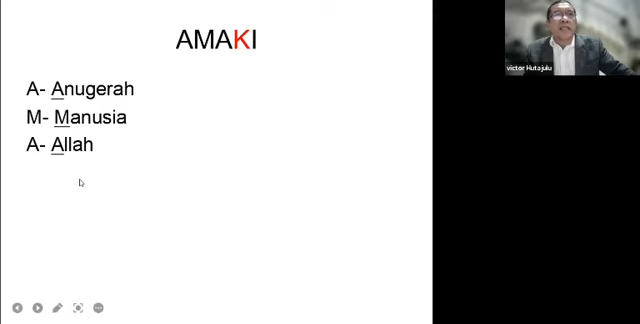 AMAKI
A- Anugerah
M- Manusia
A- Allah
victor Hutajulu